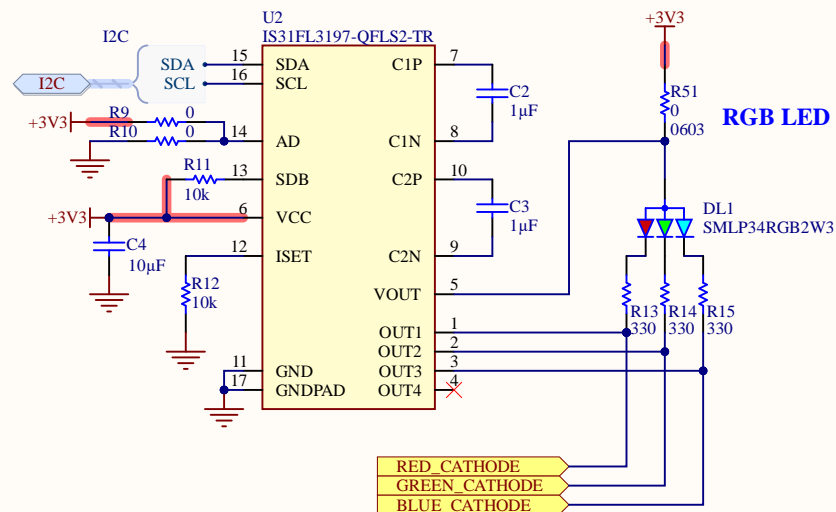 U2
IS31FL3197-QFLS2-TR
I2C
SDA
SCL
I2C
15
16
SDA
SCL
C1P
7
C2
1µF
C1N
8
+3V3
R9
0
R10
0
14
AD
C2P
10
C3
1µF
C2N
9
R11
10k
13
SDB
+3V3
6
VCC
C4
10µF
12
ISET
R12
10k
VOUT
5
OUT1
1
OUT2
2
OUT3
3
OUT4
4
11
GND
17
GNDPAD
+3V3
R51
0
0603
RGB LED
DL1
SMLP34RGB2W3
R13
330
R14
330
R15
330
RED_CATHODE
GREEN_CATHODE
BLUE_CATHODE